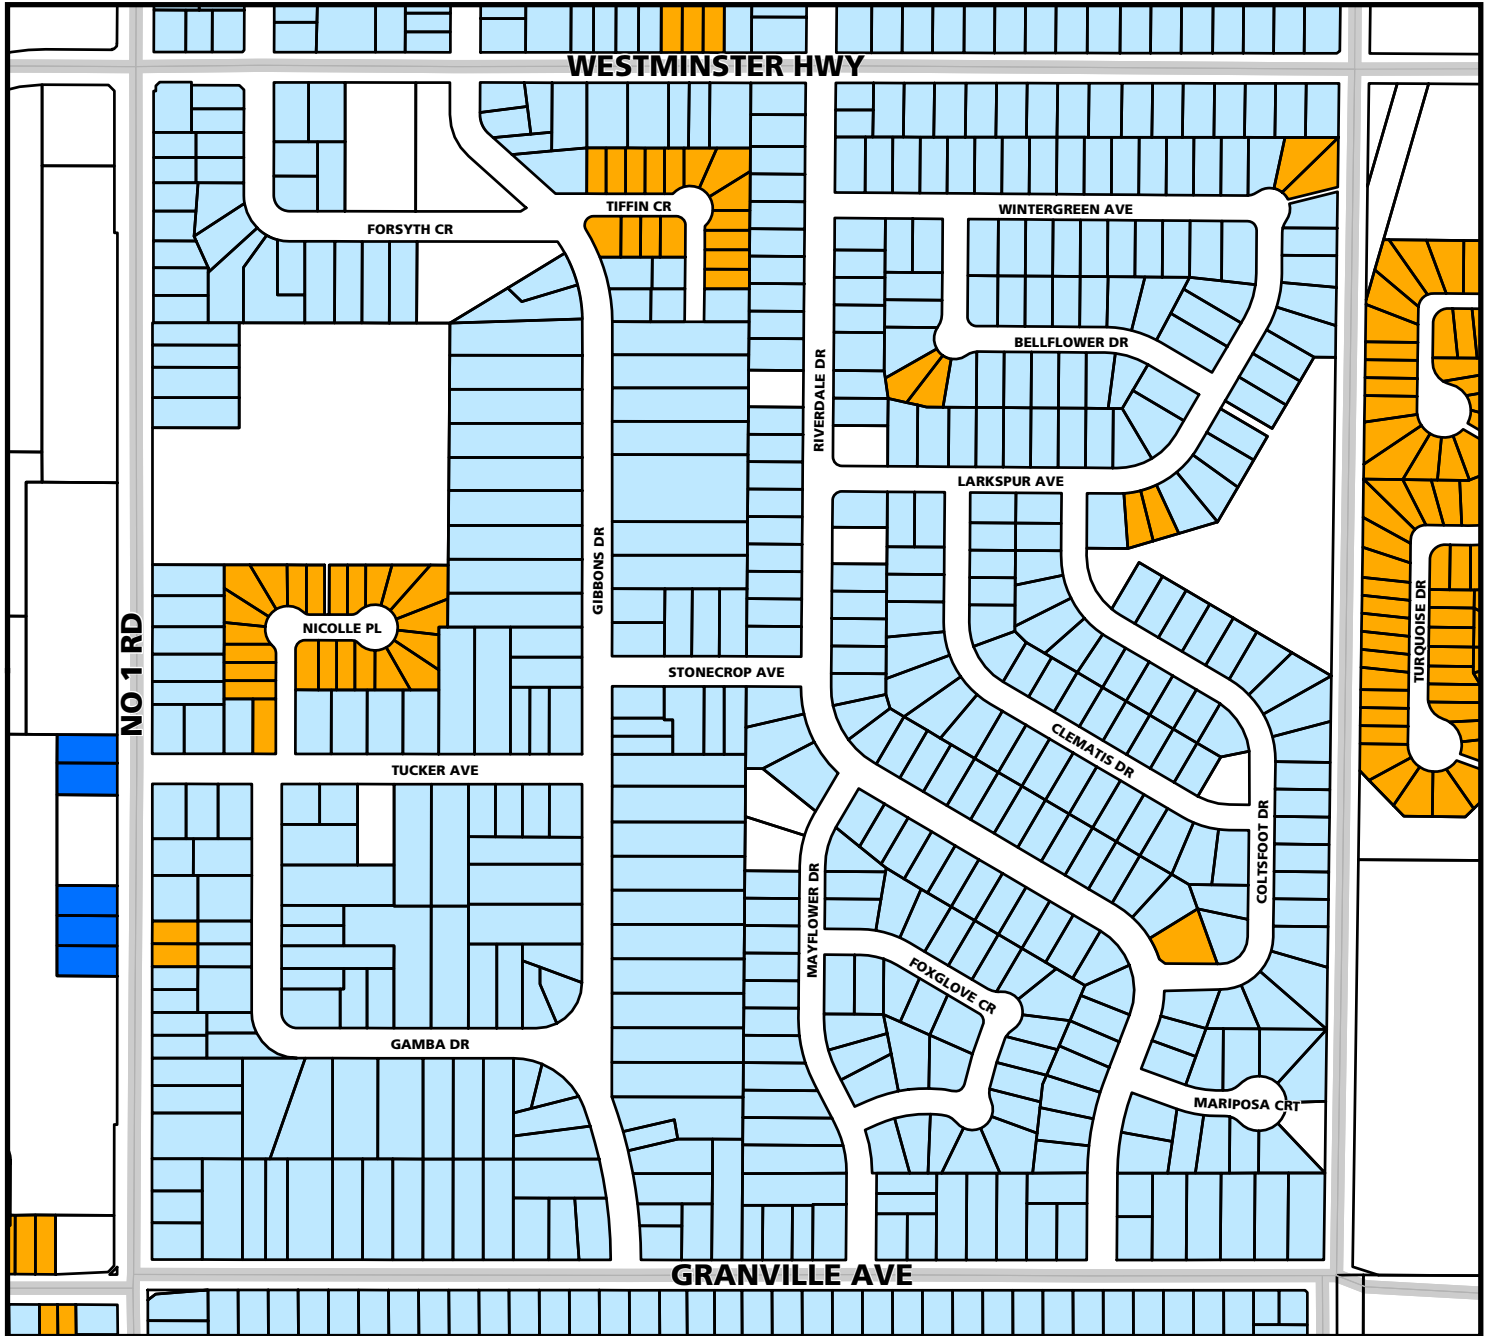 WESTMINSTER HWY
TIFFIN CR
WINTERGREEN AVE
FORSYTH CR
BELLFLOWER DR
RIVERDALE DR
LARKSPUR AVE
GIBBONS DR
TURQUOISE DR
NICOLLE PL
NO 1 RD
STONECROP AVE
CLEMATIS DR
TUCKER AVE
COLTSFOOT DR
MAYFLOWER DR
FOXGLOVE CR
GAMBA DR
MARIPOSA CRT
GRANVILLE AVE